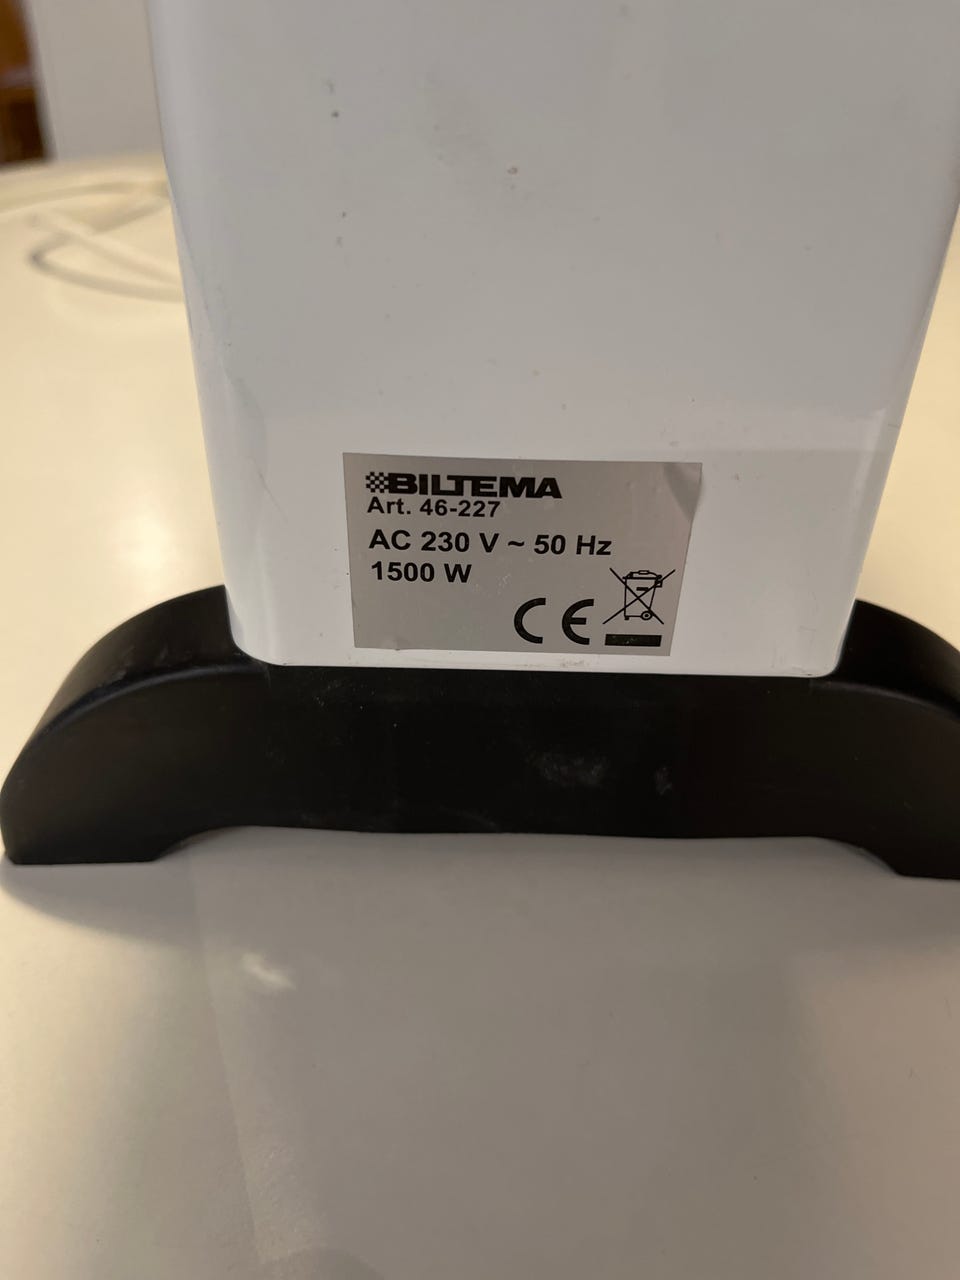 BILTEMA
Art. 46-227
AC 230 V ~ 50 Hz
1500 W
CE